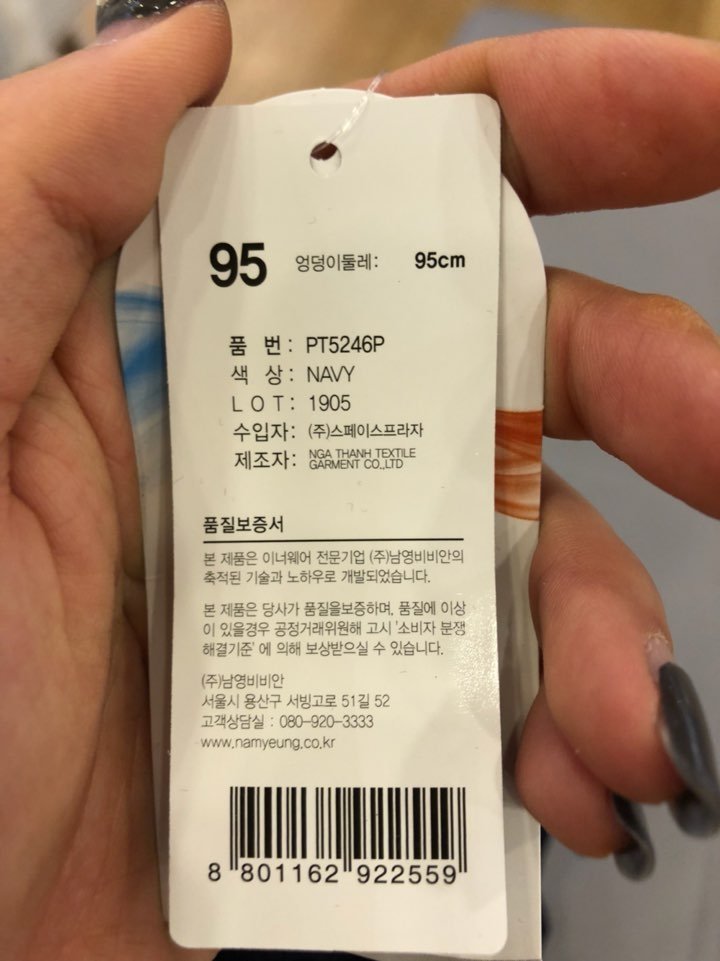 95 엉덩이둘레: 95cm
품 번: PT5246P
색 상: NAVY
L O T: 1905
수입자: (주)스페이스프라자
제조자: NGA THANH TEXTILE
GARMENT CO.,LTD
품질보증서
본 제품은 이너웨어 전문기업 (주)남영비비안의
축적된 기술과 노하우로 개발되었습니다.
본 제품은 당사가 품질을보증하며, 품질에 이상
이 있을경우 공정거래위원해 고시 '소비자 분쟁
해결기준' 에 의해 보상받으실 수 있습니다.
(주)남영비비안
서울시 용산구 서빙고로 51길 52
고객상담실 : 080-920-3333
www.namyeung.co.kr
8 801162 922559